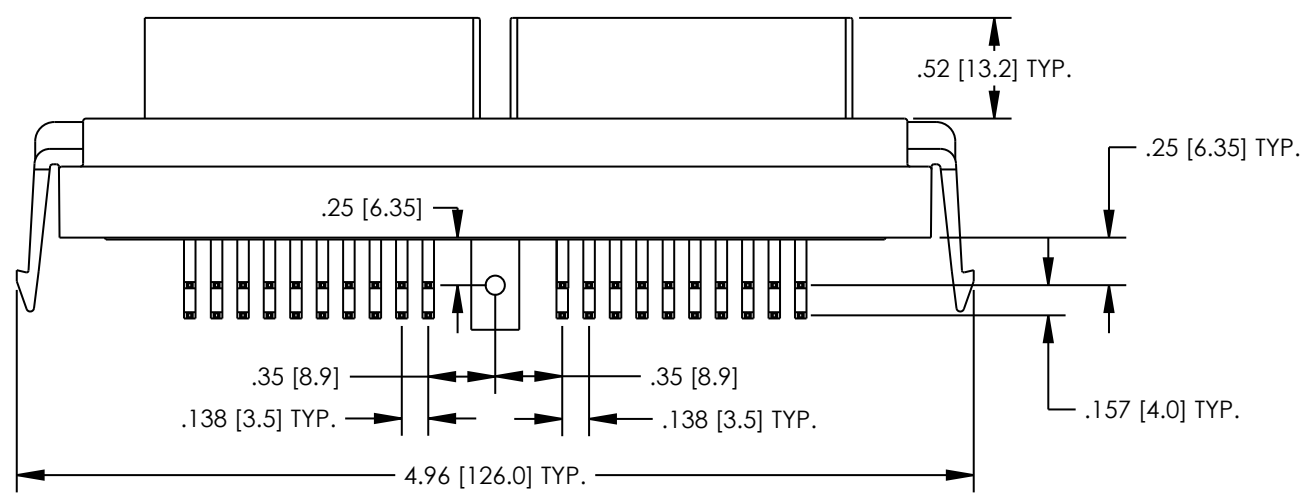 .52 [13.2] TYP.
.25 [6.35] TYP.
.25 [6.35]
.35 [8.9]
.35 [8.9]
.138 [3.5] TYP.
.138 [3.5] TYP.
.157 [4.0] TYP.
4.96 [126.0] TYP.